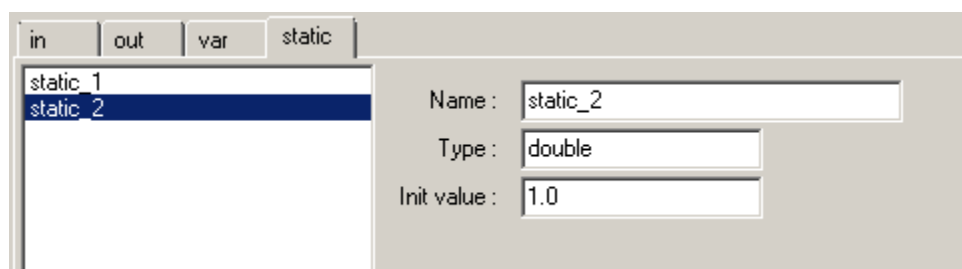 in out var static
static_1
static_2
Name : static_2
Type : double
Init value : 1.0